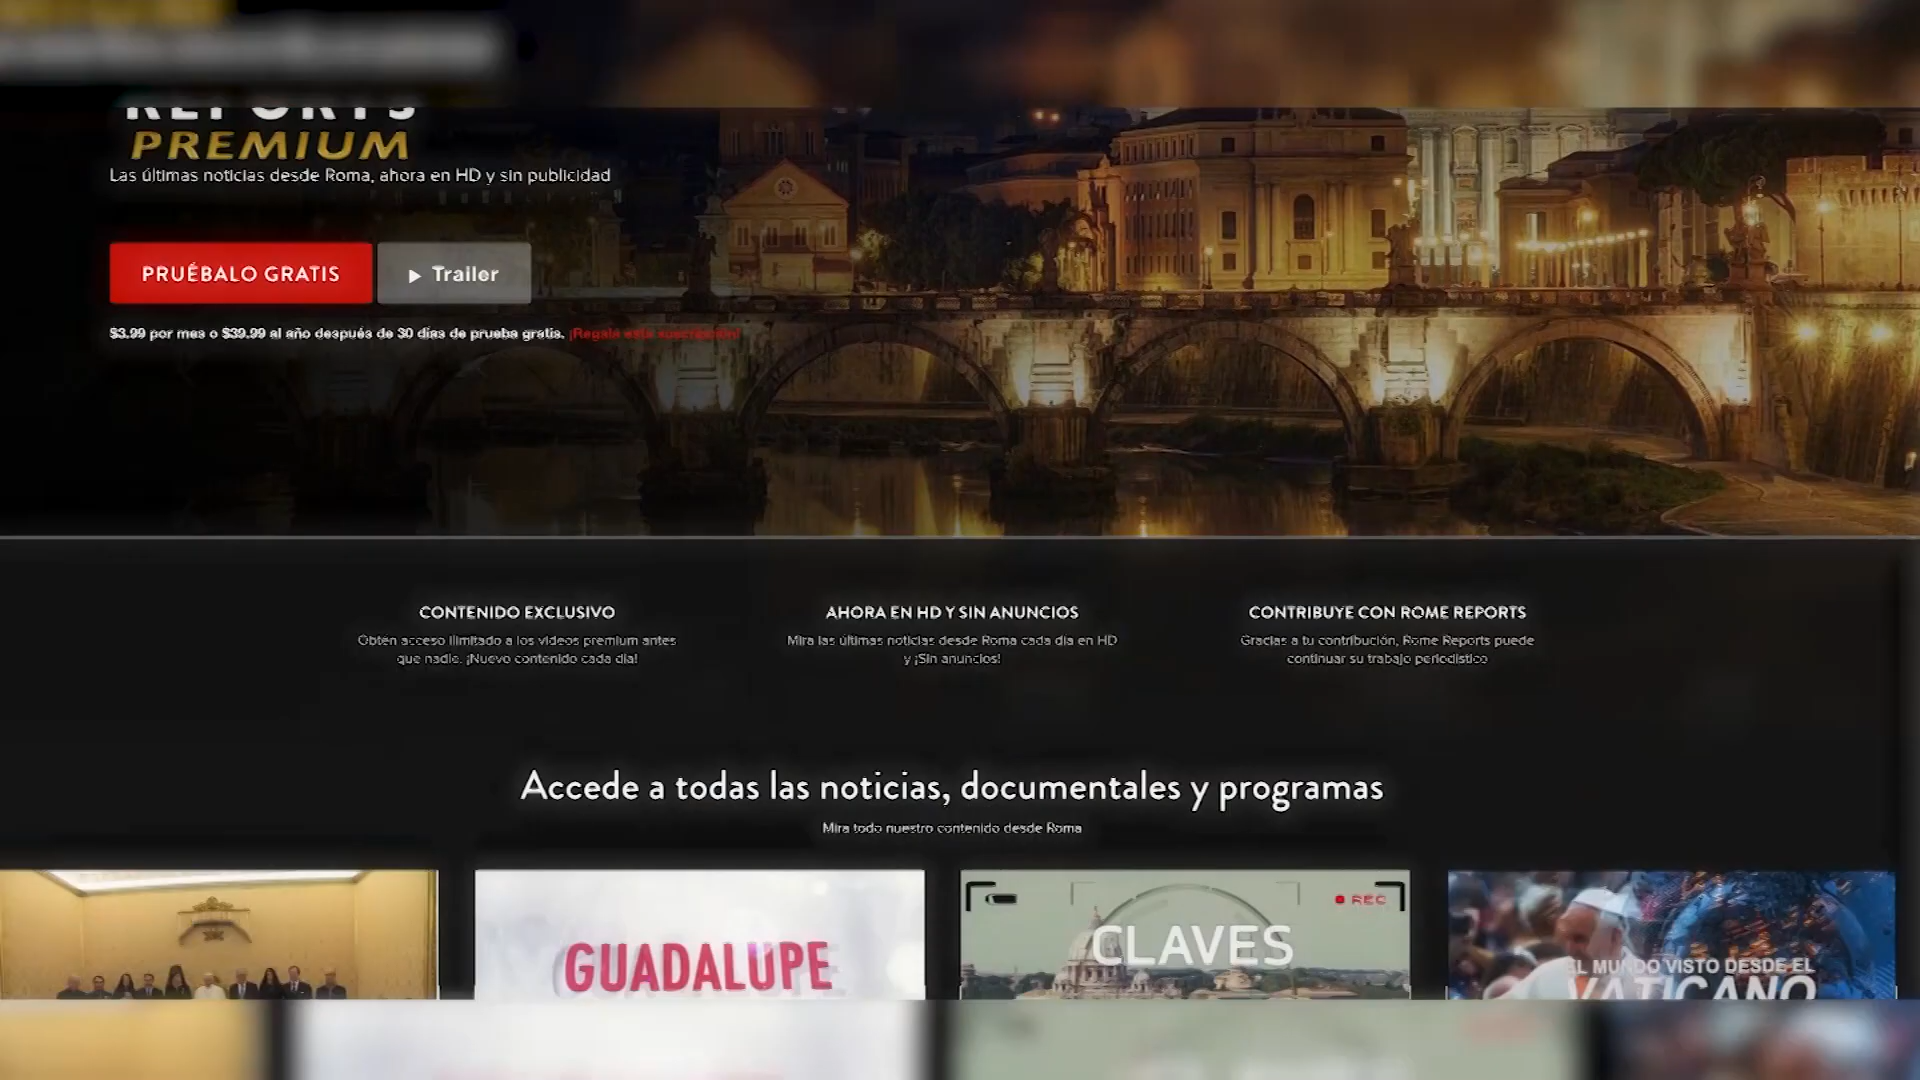 REPORTS
PREMIUM
Las últimas noticias desde Roma, ahora en HD y sin publicidad
PRUÉBALO GRATIS
Trailer
$3.99 por mes o $39.99 al año después de 30 días de prueba gratis. ¡Regala esta suscripción!
CONTENIDO EXCLUSIVO
Obtén acceso ilimitado a los videos premium antes
que nadie. ¡Nuevo contenido cada día!
AHORA EN HD Y SIN ANUNCIOS
Mira las últimas noticias desde Roma cada día en HD
y ¡Sin anuncios!
CONTRIBUYE CON ROME REPORTS
Gracias a tu contribución, Rome Reports puede
continuar su trabajo periodístico
Accede a todas las noticias, documentales y programas
Mira todo nuestro contenido desde Roma
GUADALUPE
REC
CLAVES
EL MUNDO VISTO DESDE EL
VATICANO